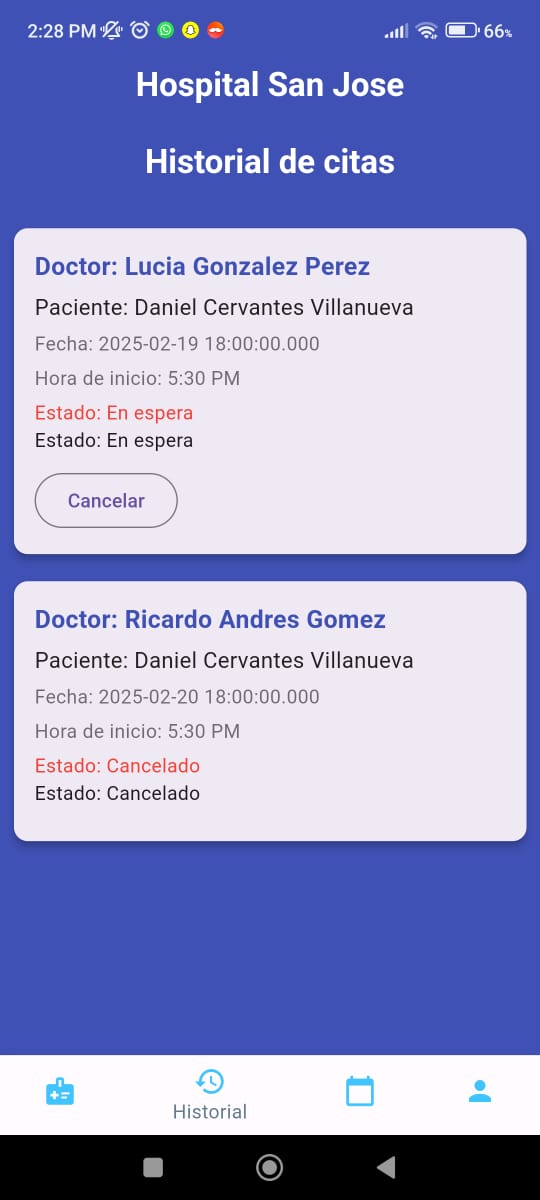 2:28 PM 66%
Hospital San Jose
Historial de citas
Doctor: Lucia Gonzalez Perez
Paciente: Daniel Cervantes Villanueva
Fecha: 2025-02-19 18:00:00.000
Hora de inicio: 5:30 PM
Estado: En espera
Estado: En espera
Cancelar
Doctor: Ricardo Andres Gomez
Paciente: Daniel Cervantes Villanueva
Fecha: 2025-02-20 18:00:00.000
Hora de inicio: 5:30 PM
Estado: Cancelado
Estado: Cancelado
Historial